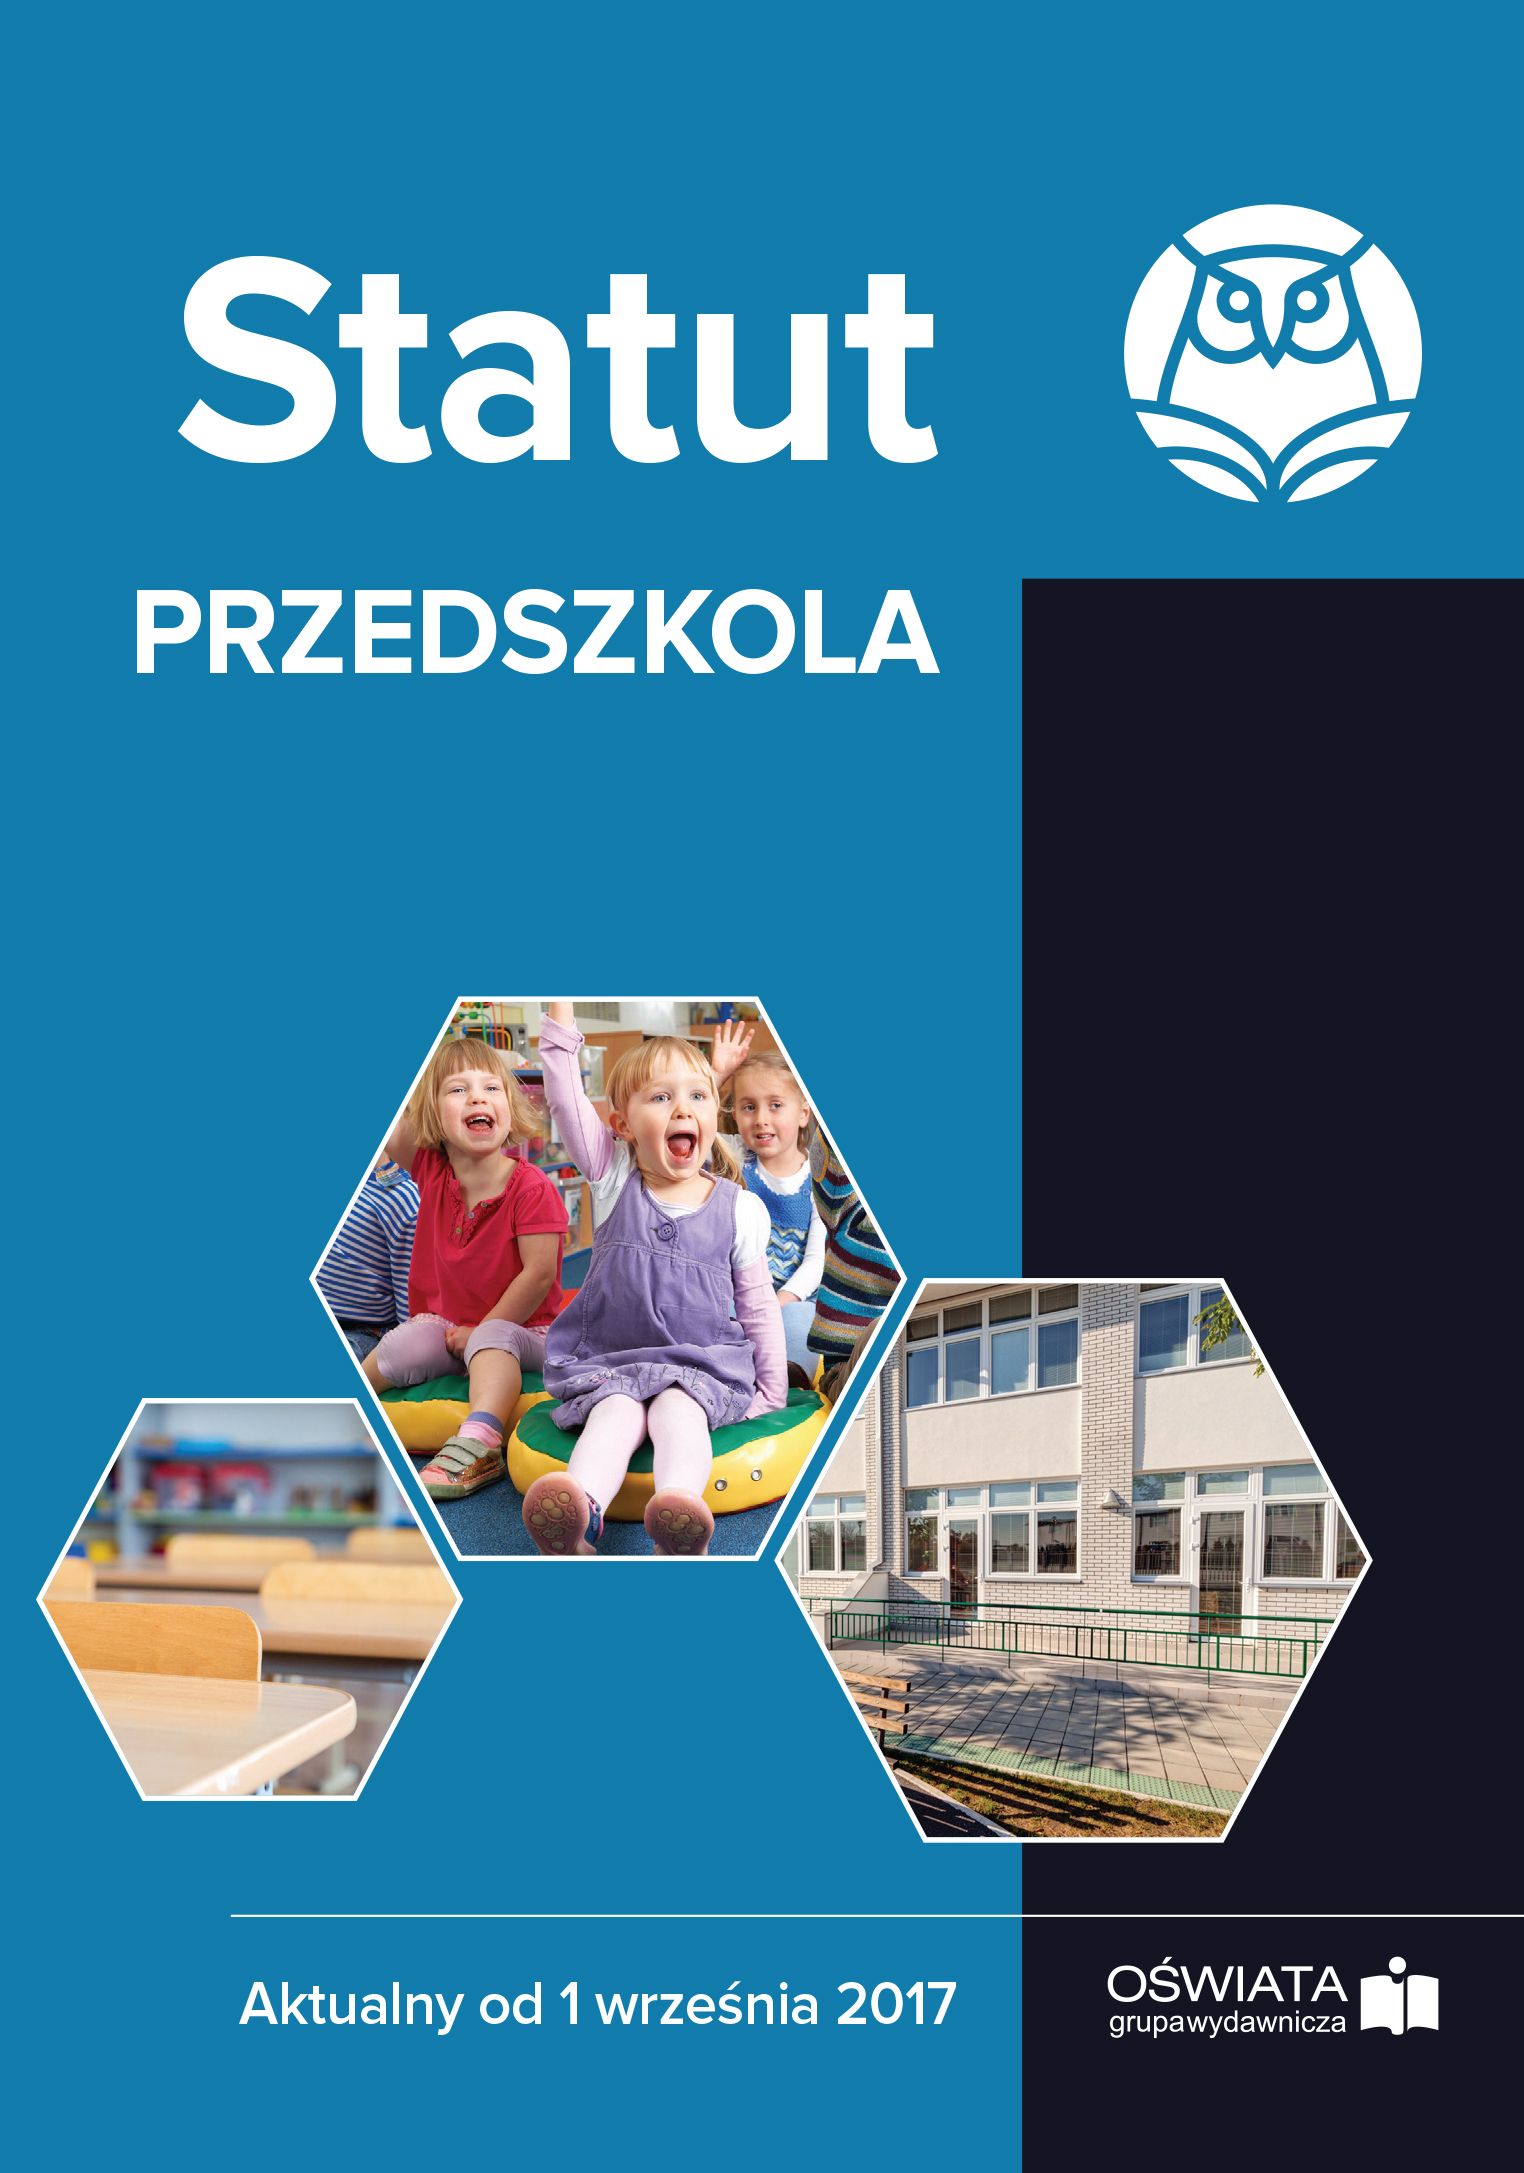 Statut
PRZEDSZKOLA
Aktualny od 1 września 2017
OŚWIATA
grupawydawnicza